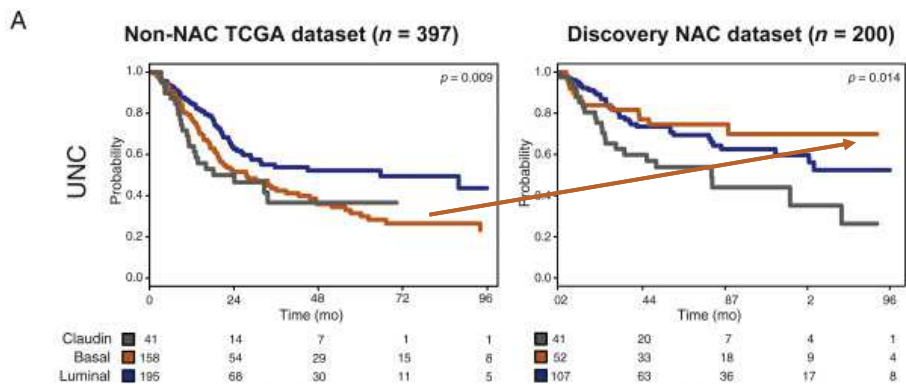 A
Non-NAC TCGA dataset (n = 397)
Discovery NAC dataset (n = 200)
UNC
Probability
1.0
0.8
0.6
0.4
0.2
0.0
p = 0.009
0 24 48 72 96
Time (mo)
Probability
1.0
0.8
0.6
0.4
0.2
0.0
p = 0.014
02 44 87 2 96
Time (mo)
Claudin 41 14 7 1 1 41 20 7 4 1
Basal 158 54 29 15 8 52 33 18 9 4
Luminal 195 66 30 11 5 107 63 36 17 8